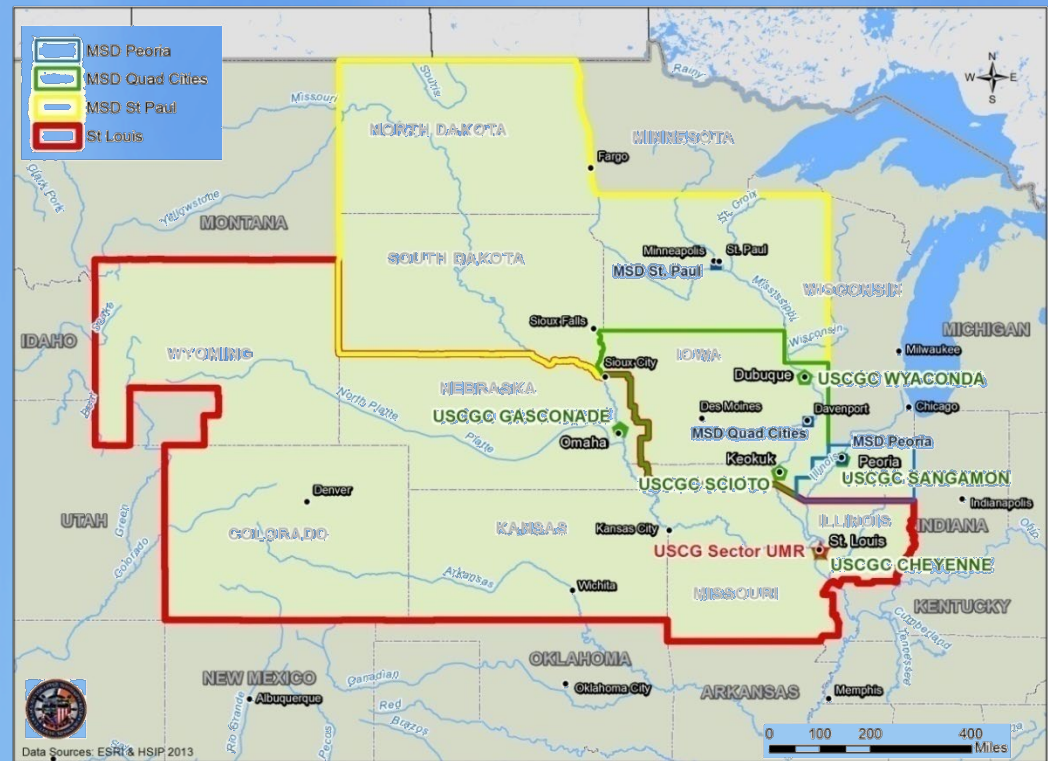 MSD Peoria
MSD Quad Cities
MSD St Paul
St Louis
N
W E
S
Rainy
Souris
Missouri
NORTH DAKOTA
MINNESOTA
Fargo
Clark Fork
Yellowstone
St. Croix
MONTANA
Minneapolis
St. Paul
SOUTH DAKOTA
MSD St. Paul
Mississippi
WISCONSIN
Snake
Sioux Falls
MICHIGAN
IDAHO
Wisconsin
WYOMING
IOWA
Milwaukee
Sioux City
Dubuque
USCGC WYACONDA
NEBRASKA
Bear
North Platte
Des Moines
Davenport
Chicago
USCGC GASCONADE
MSD Quad Cities
Platte
Omaha
MSD Peoria
Keokuk
Illinois
Peoria
USCGC SCIOTO
USCGC SANGAMON
Denver
Indianapolis
UTAH
Green
COLORADO
KANSAS
Kansas City
ILLINOIS
INDIANA
Ohio
St. Louis
USCG Sector UMR
USCGC CHEYENNE
Colorado
Arkansas
Wichita
MISSOURI
KENTUCKY
Cumberland
Tennessee
OKLAHOMA
NEW MEXICO
Canadian
Oklahoma City
ARKANSAS
Memphis
Albuquerque
Rio Grande
Pecos
Red
Brazos
0 100 200 400
Miles
Data Sources: ESRI & HSIP 2013